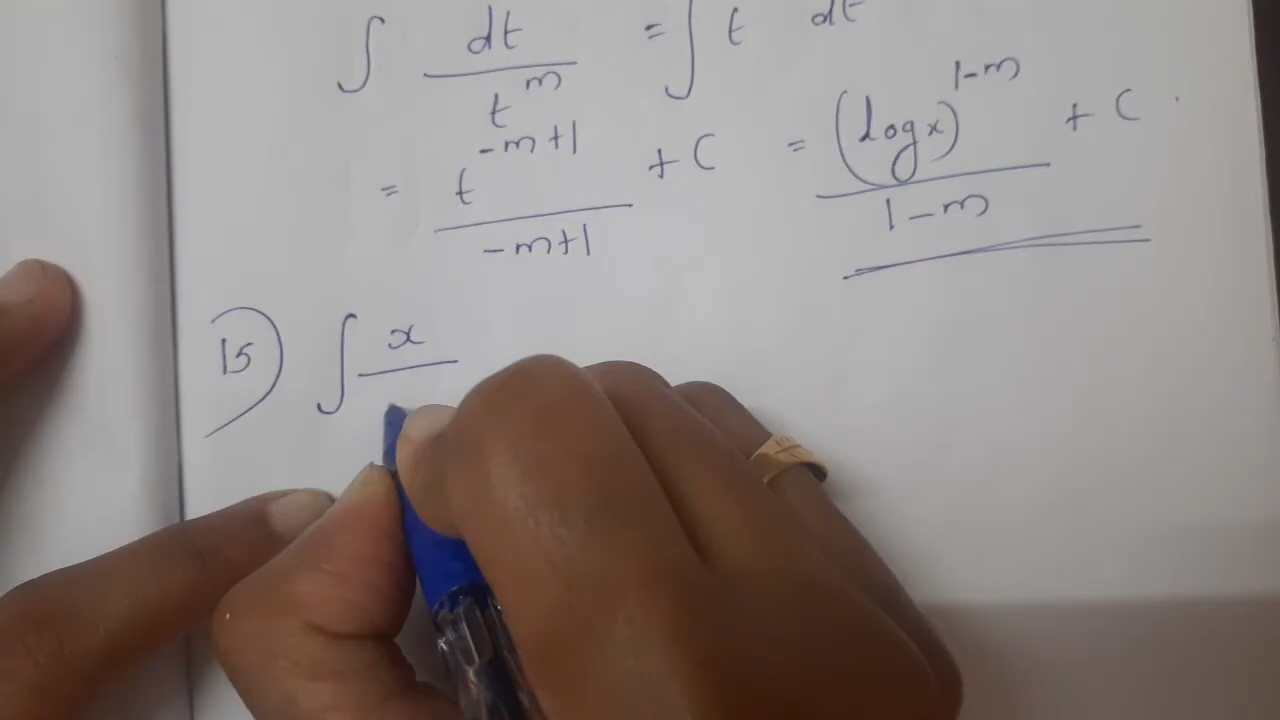 ∫ dt/t^m = ∫ t dt
= t^(-m+1)/(-m+1) + C = (log x)^(1-m)/(1-m) + C .
15) ∫ x/